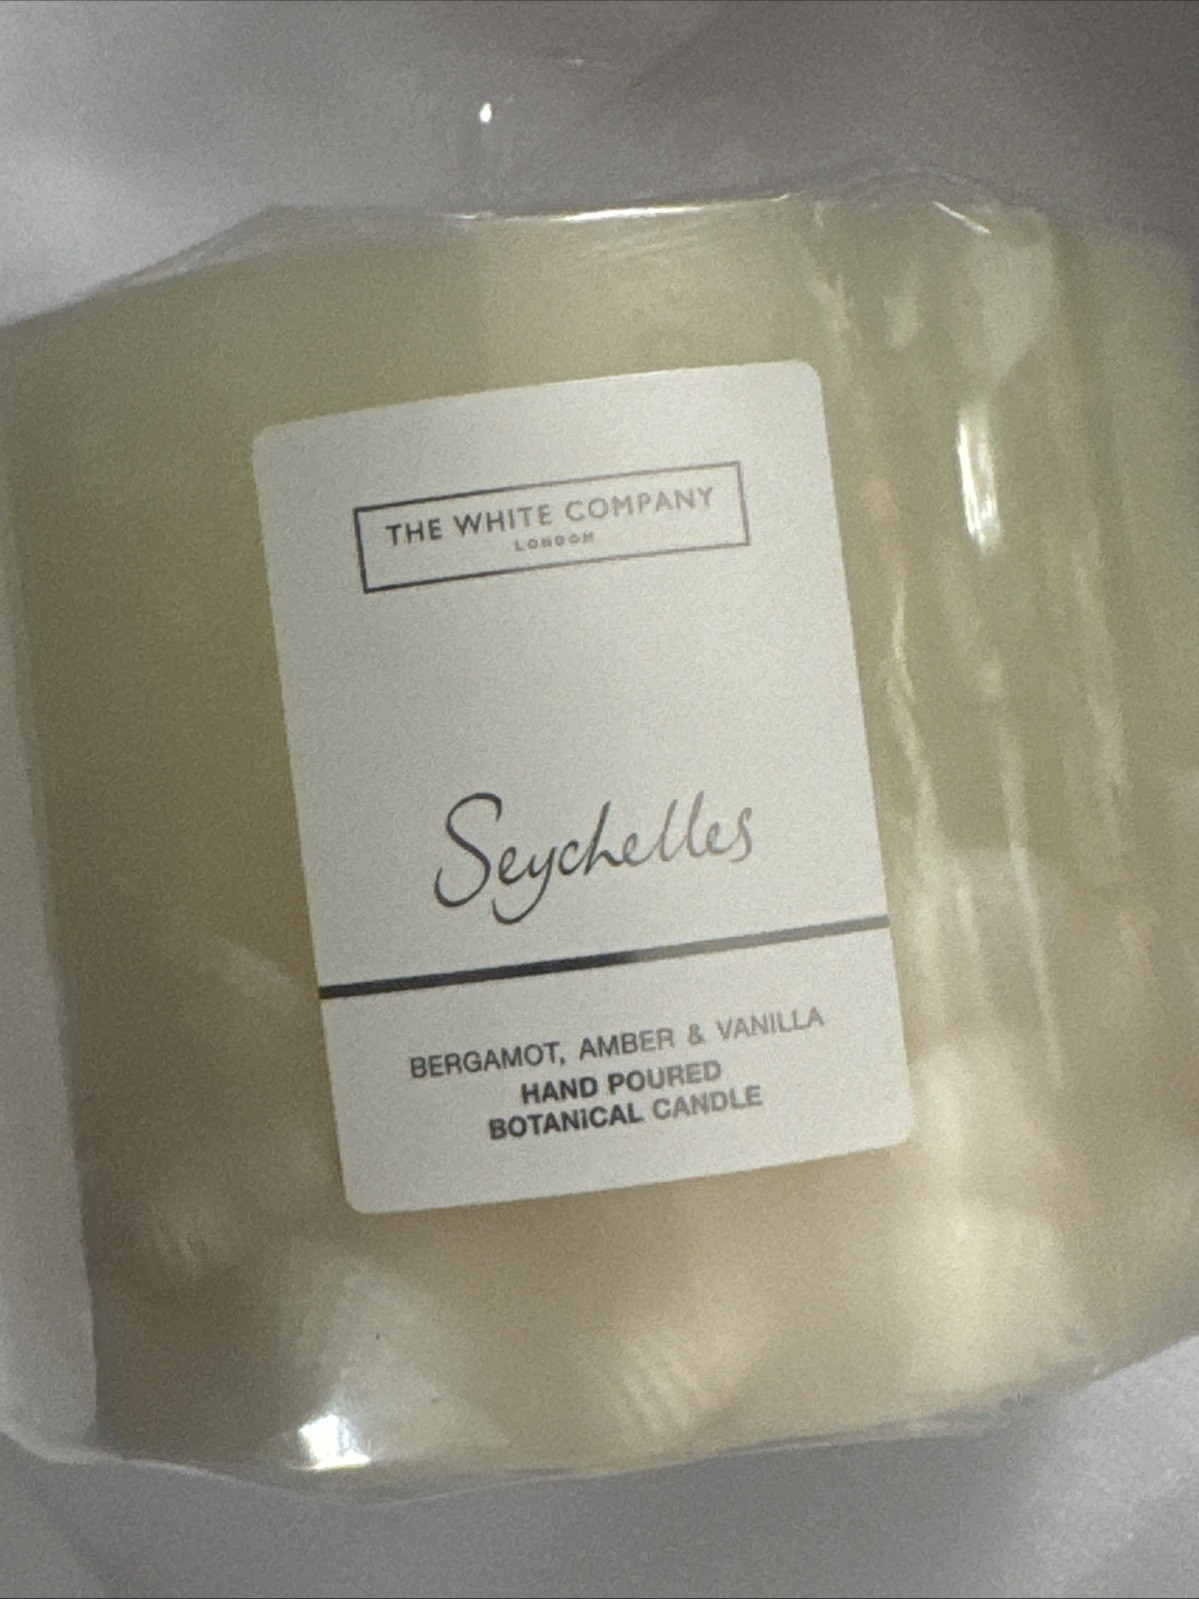 THE WHITE COMPANY
LONDON
Seychelles
BERGAMOT, AMBER & VANILLA
HAND POURED
BOTANICAL CANDLE